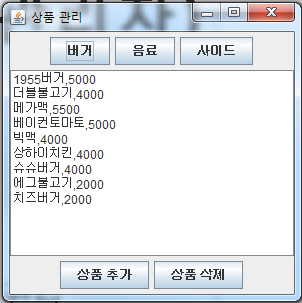 상품 관리
버거 음료 사이드
1955버거,5000
더블불고기,4000
메가맥,5500
베이컨토마토,5000
빅맥,4000
상하이치킨,4000
슈슈버거,4000
에그불고기,2000
치즈버거,2000
상품 추가 상품 삭제